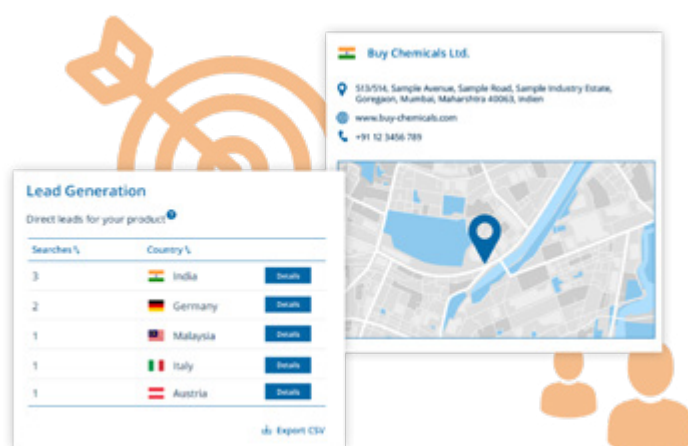 Buy Chemicals Ltd.
513/514, Sample Avenue, Sample Road, Sample Industry Estate,
Goregaon, Mumbai, Maharshtra 40063, Indien
www.buy-chemicals.com
+91 12 3456 789
Lead Generation
Direct leads for your product
Searches Country
3 India Details
2 Germany Details
1 Malaysia Details
1 Italy Details
1 Austria Details
Export CSV